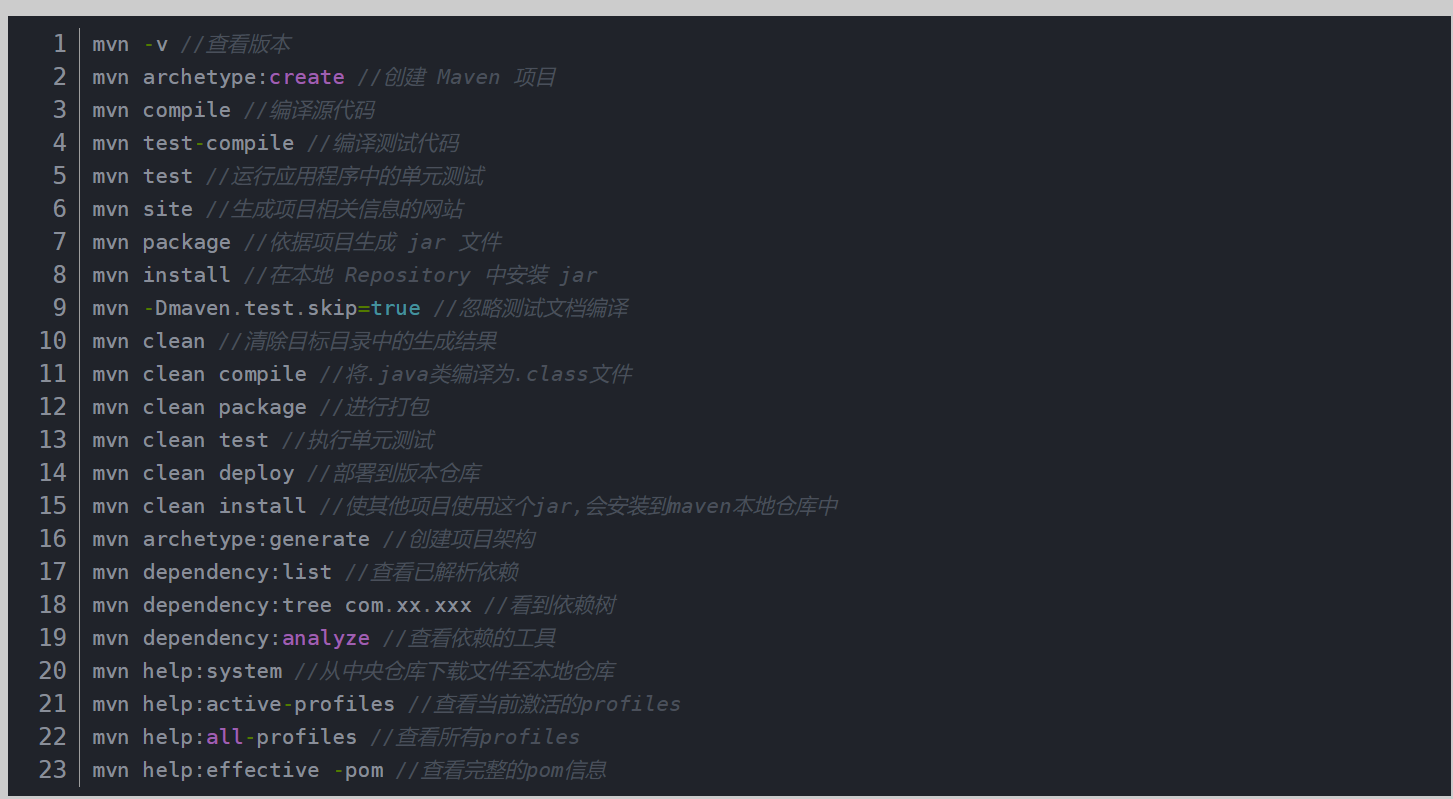 1 mvn -v //查看版本
2 mvn archetype:create //创建 Maven 项目
3 mvn compile //编译源代码
4 mvn test-compile //编译测试代码
5 mvn test //运行应用程序中的单元测试
6 mvn site //生成项目相关信息的网站
7 mvn package //依据项目生成 jar 文件
8 mvn install //在本地 Repository 中安装 jar
9 mvn -Dmaven.test.skip=true //忽略测试文档编译
10 mvn clean //清除目标目录中的生成结果
11 mvn clean compile //将.java类编译为.class文件
12 mvn clean package //进行打包
13 mvn clean test //执行单元测试
14 mvn clean deploy //部署到版本仓库
15 mvn clean install //使其他项目使用这个jar,会安装到maven本地仓库中
16 mvn archetype:generate //创建项目架构
17 mvn dependency:list //查看已解析依赖
18 mvn dependency:tree com.xx.xxx //看到依赖树
19 mvn dependency:analyze //查看依赖的工具
20 mvn help:system //从中央仓库下载文件至本地仓库
21 mvn help:active-profiles //查看当前激活的profiles
22 mvn help:all-profiles //查看所有profiles
23 mvn help:effective -pom //查看完整的pom信息